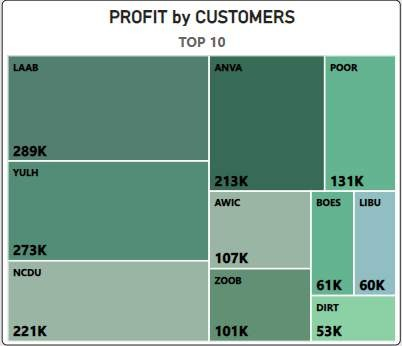 PROFIT by CUSTOMERS
TOP 10
LAAB
289K
YULH
273K
NCDU
221K
ANVA
213K
POOR
131K
AWIC
107K
ZOOB
101K
BOES
61K
LIBU
60K
DIRT
53K